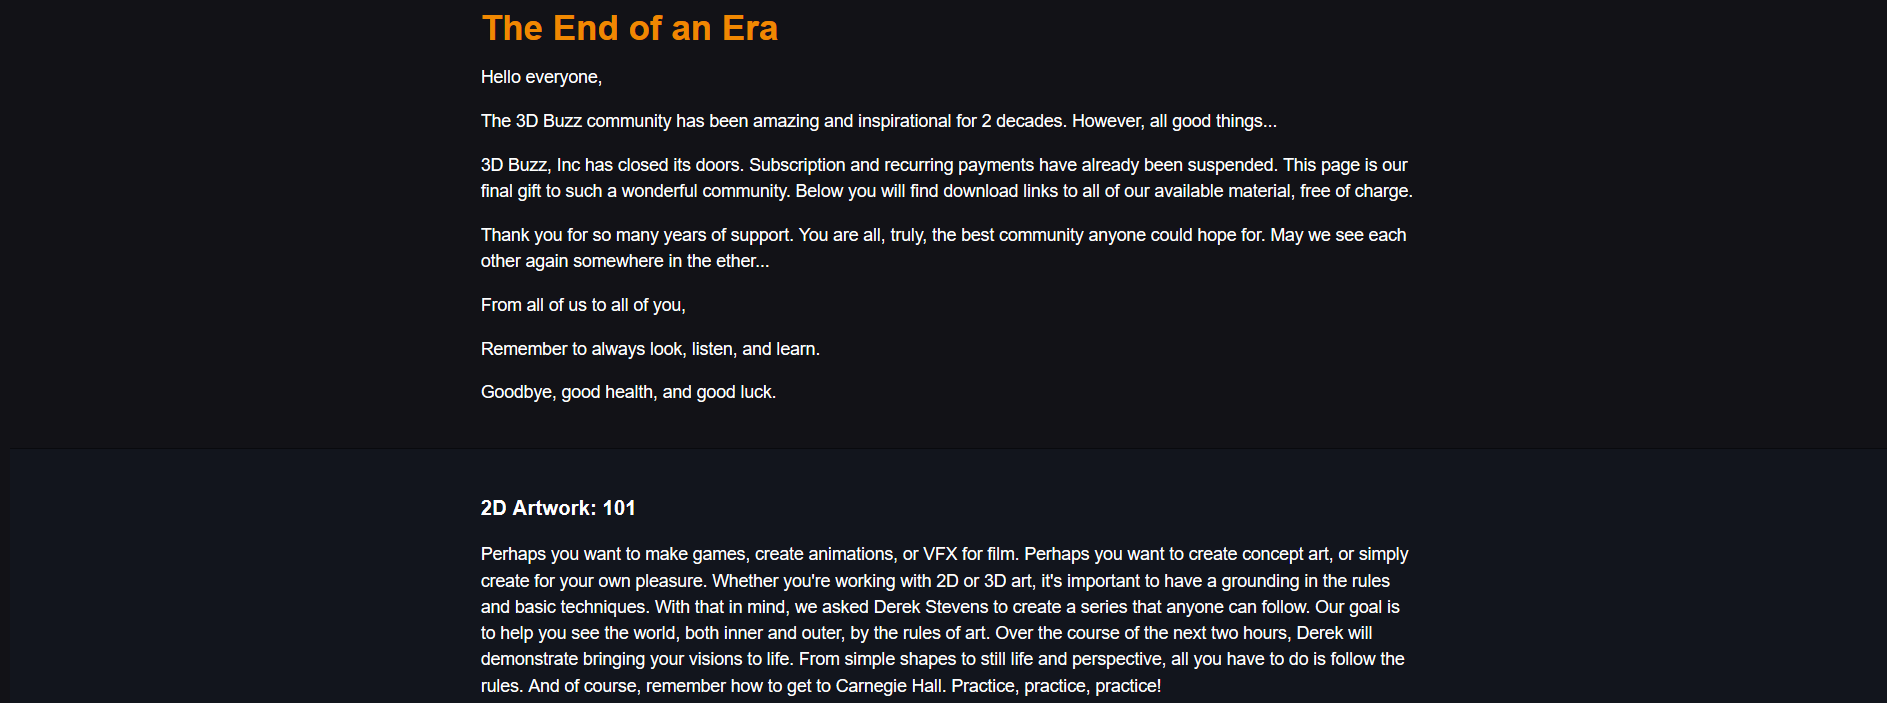 The End of an Era
Hello everyone,
The 3D Buzz community has been amazing and inspirational for 2 decades. However, all good things...
3D Buzz, Inc has closed its doors. Subscription and recurring payments have already been suspended. This page is our
final gift to such a wonderful community. Below you will find download links to all of our available material, free of charge.
Thank you for so many years of support. You are all, truly, the best community anyone could hope for. May we see each
other again somewhere in the ether...
From all of us to all of you,
Remember to always look, listen, and learn.
Goodbye, good health, and good luck.
2D Artwork: 101
Perhaps you want to make games, create animations, or VFX for film. Perhaps you want to create concept art, or simply
create for your own pleasure. Whether you're working with 2D or 3D art, it's important to have a grounding in the rules
and basic techniques. With that in mind, we asked Derek Stevens to create a series that anyone can follow. Our goal is
to help you see the world, both inner and outer, by the rules of art. Over the course of the next two hours, Derek will
demonstrate bringing your visions to life. From simple shapes to still life and perspective, all you have to do is follow the
rules. And of course, remember how to get to Carnegie Hall. Practice, practice, practice!